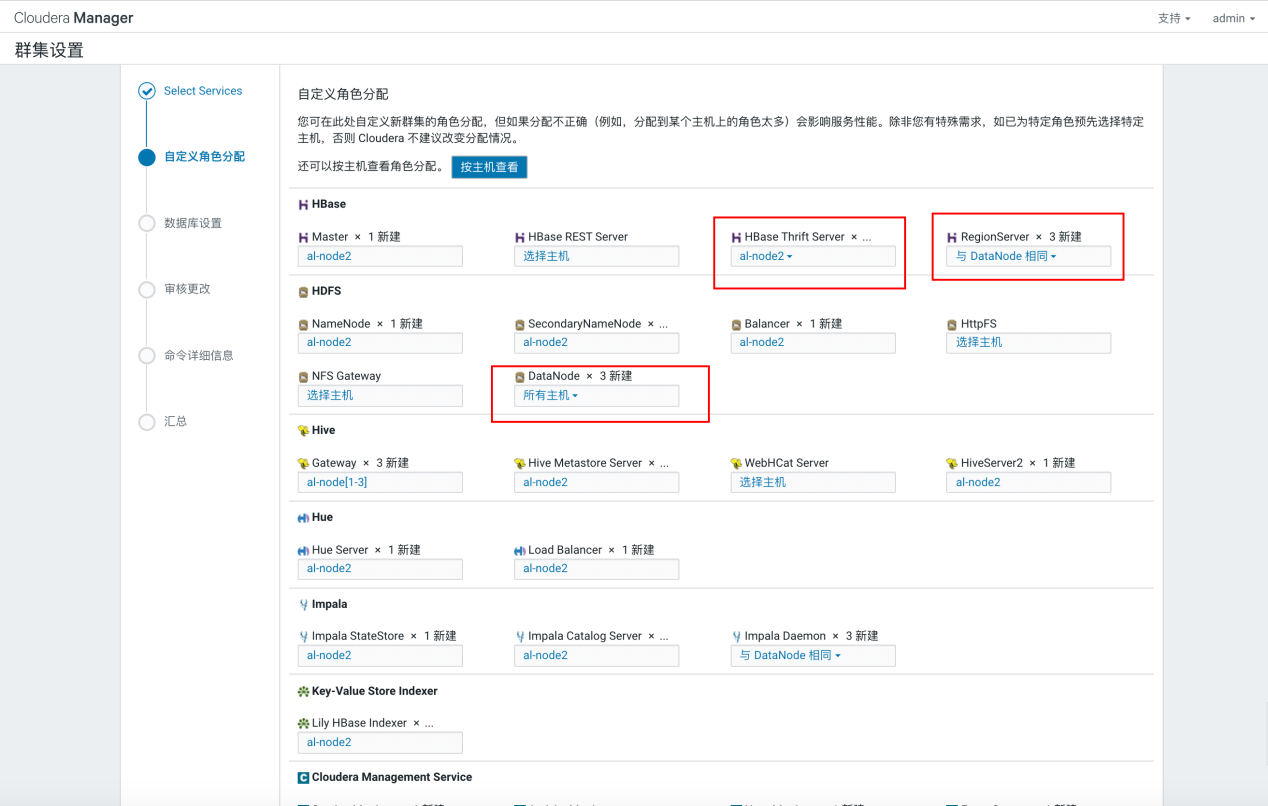 Cloudera Manager
支持 admin
群集设置
Select Services
自定义角色分配
数据库设置
审核更改
命令详细信息
汇总
自定义角色分配
您可在此处自定义新群集的角色分配，但如果分配不正确（例如，分配到某个主机上的角色太多）会影响服务性能。除非您有特殊需求，如已为特定角色预先选择特定
主机，否则 Cloudera 不建议改变分配情况。
还可以按主机查看角色分配。 按主机查看
HBase
Master × 1 新建 HBase REST Server HBase Thrift Server × ... RegionServer × 3 新建
al-node2 选择主机 al-node2 与 DataNode 相同
HDFS
NameNode × 1 新建 SecondaryNameNode × ... Balancer × 1 新建 HttpFS
al-node2 al-node2 al-node2 选择主机
NFS Gateway DataNode × 3 新建
选择主机 所有主机
Hive
Gateway × 3 新建 Hive Metastore Server × ... WebHCat Server HiveServer2 × 1 新建
al-node[1-3] al-node2 选择主机 al-node2
Hue
Hue Server × 1 新建 Load Balancer × 1 新建
al-node2 al-node2
Impala
Impala StateStore × 1 新建 Impala Catalog Server × ... Impala Daemon × 3 新建
al-node2 al-node2 与 DataNode 相同
Key-Value Store Indexer
Lily HBase Indexer × ...
al-node2
Cloudera Management Service